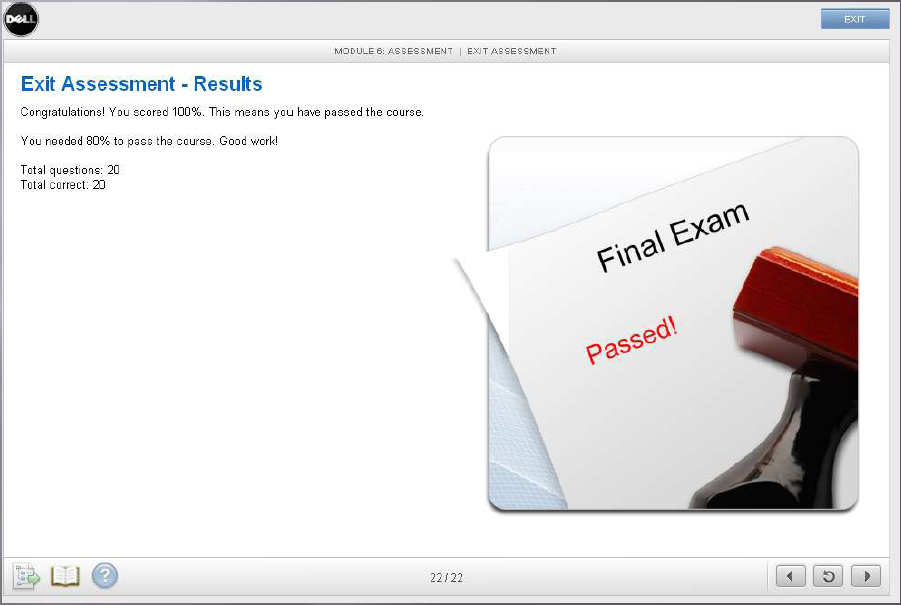 DELL
EXIT
MODULE 6: ASSESSMENT | EXIT ASSESSMENT
Exit Assessment - Results
Congratulations! You scored 100%. This means you have passed the course.
You needed 80% to pass the course. Good work!
Total questions: 20
Total correct: 20
Final Exam
Passed!
?
22 / 22